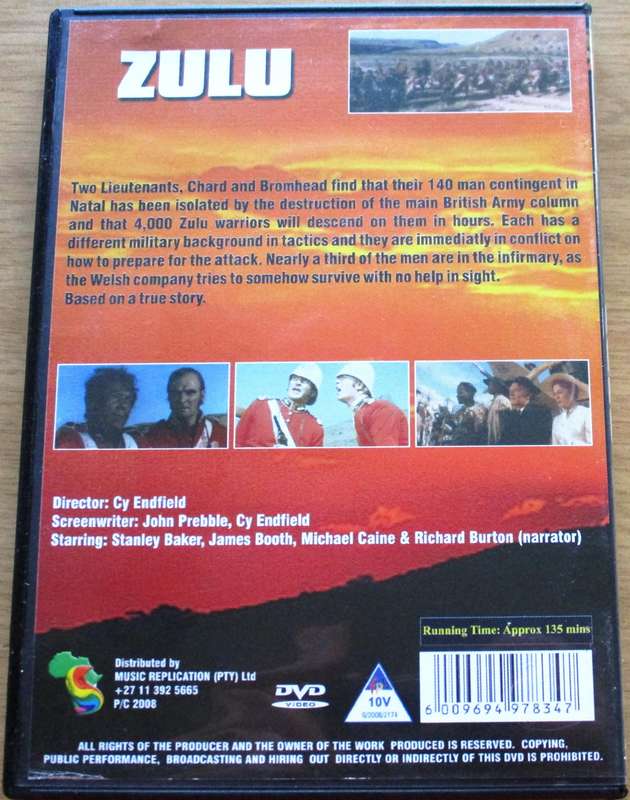 ZULU
Two Lieutenants, Chard and Bromhead find that their 140 man contingent in
Natal has been isolated by the destruction of the main British Army column
and that 4,000 Zulu warriors will descend on them in hours. Each has a
different military background in tactics and they are immediatly in conflict on
how to prepare for the attack. Nearly a third of the men are in the infirmary, as
the Welsh company tries to somehow survive with no help in sight.
Based on a true story.
Director: Cy Endfield
Screenwriter: John Prebble, Cy Endfield
Starring: Stanley Baker, James Booth, Michael Caine & Richard Burton (narrator)
Running Time: Approx 135 mins
Distributed by
MUSIC REPLICATION (PTY) Ltd
+27 11 392 5665
P/C 2008
DVD
VIDEO
10V
6 009694 978347
ALL RIGHTS OF THE PRODUCER AND THE OWNER OF THE WORK PRODUCED IS RESERVED. COPYING,
PUBLIC PERFORMANCE, BROADCASTING AND HIRING OUT DIRECTLY OR INDIRECTLY OF THIS DVD IS PROHIBITED.